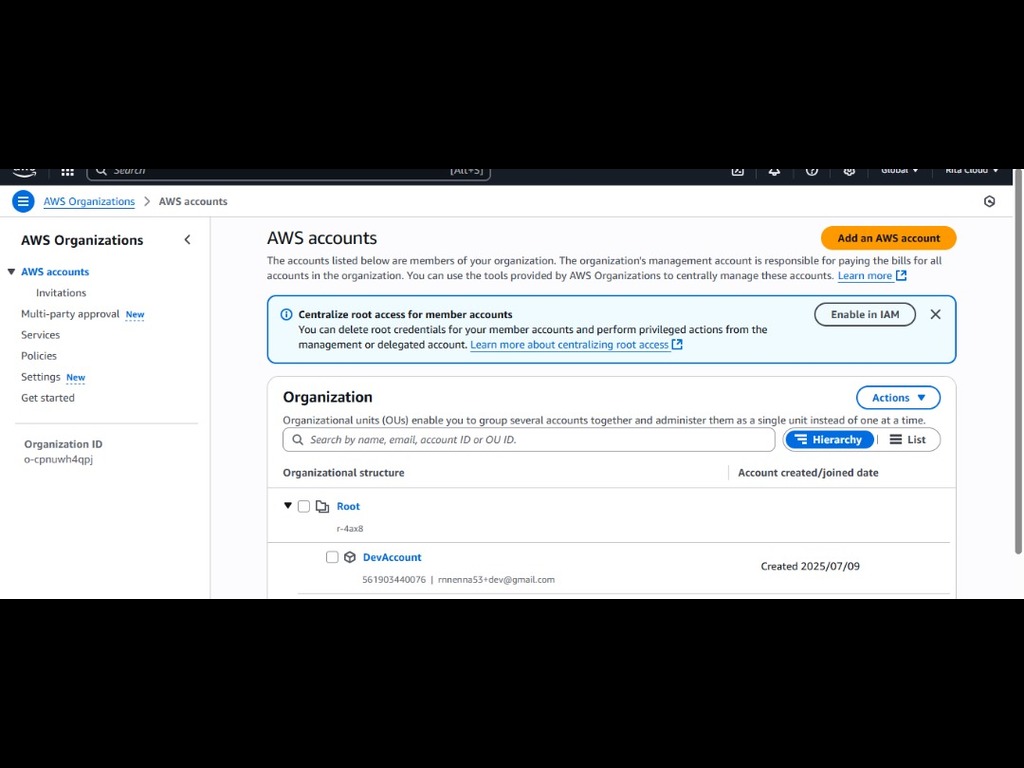 aws Search [Alt+S] Global Rita Cloud
AWS Organizations > AWS accounts
AWS Organizations
AWS accounts
Invitations
Multi-party approval New
Services
Policies
Settings New
Get started
Organization ID
o-cpnuwh4qpj
AWS accounts
Add an AWS account
The accounts listed below are members of your organization. The organization's management account is responsible for paying the bills for all
accounts in the organization. You can use the tools provided by AWS Organizations to centrally manage these accounts. Learn more
Centralize root access for member accounts
Enable in IAM
You can delete root credentials for your member accounts and perform privileged actions from the
management or delegated account. Learn more about centralizing root access
Organization
Actions
Organizational units (OUs) enable you to group several accounts together and administer them as a single unit instead of one at a time.
Search by name, email, account ID or OU ID.
Hierarchy List
Organizational structure Account created/joined date
Root
r-4ax8
DevAccount
Created 2025/07/09
561903440076 | rnnenna53+dev@gmail.com